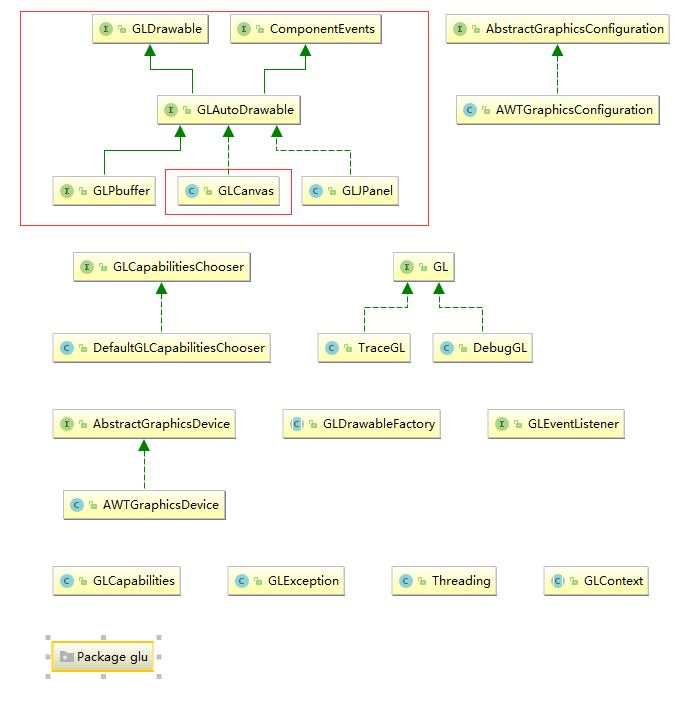 GLDrawable
ComponentEvents
AbstractGraphicsConfiguration
GLAutoDrawable
AWTGraphicsConfiguration
GLPbuffer
GLCanvas
GLJPanel
GLCapabilitiesChooser
GL
DefaultGLCapabilitiesChooser
TraceGL
DebugGL
AbstractGraphicsDevice
GLDrawableFactory
GLEventListener
AWTGraphicsDevice
GLCapabilities
GLException
Threading
GLContext
Package glu